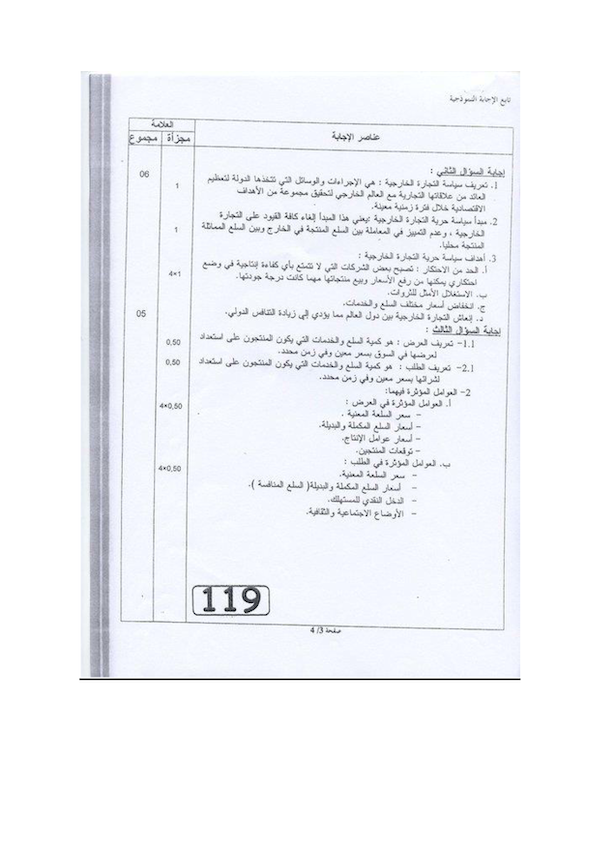 تابع الإجابة النموذجية
العلامة
عناصر الإجابة
مجزأة
مجموع
إجابة السؤال الثاني :
06
1. تعريف سياسة التجارة الخارجية : هي الإجراءات والوسائل التي تتخذها الدولة لتعظيم
1
العائد من علاقاتها التجارية مع العالم الخارجي لتحقيق مجموعة من الأهداف
الاقتصادية خلال فترة زمنية معينة.
2. مبدأ سياسة حرية التجارة الخارجية :يعني هذا المبدأ إلغاء كافة القيود على التجارة
الخارجية ، وعدم التمييز في المعاملة بين السلع المنتجة في الخارج وبين السلع المماثلة
1
المنتجة محليا.
3. أهداف سياسة حرية التجارة الخارجية :
أ. الحد من الاحتكار : تصبح بعض الشركات التي لا تتمتع بأي كفاءة إنتاجية في وضع
4×1
احتكاري يمكنها من رفع الأسعار وبيع منتجاتها مهما كانت درجة جودتها.
ب. الاستغلال الأمثل للثروات.
ج. انخفاض أسعار مختلف السلع والخدمات.
د. إنعاش التجارة الخارجية بين دول العالم مما يؤدي إلى زيادة التنافس الدولي.
05
إجابة السؤال الثالث :
1.1- تعريف العرض : هو كمية السلع والخدمات التي يكون المنتجون على استعداد
0,50
لعرضها في السوق بسعر معين وفي زمن محدد.
2.1- تعريف الطلب : هو كمية السلع والخدمات التي يكون المنتجون على استعداد
0,50
لشرائها بسعر معين وفي زمن محدد.
2- العوامل المؤثرة فيهما:
أ. العوامل المؤثرة في العرض :
4×0,50
– سعر السلعة المعنية .
– أسعار السلع المكملة والبديلة.
– أسعار عوامل الإنتاج.
– توقعات المنتجين.
ب. العوامل المؤثرة في الطلب :
4×0,50
– سعر السلعة المعنية.
– أسعار السلع المكملة والبديلة( السلع المنافسة ).
– الدخل النقدي للمستهلك.
– الأوضاع الاجتماعية والثقافية.
119
صفحة 3/ 4